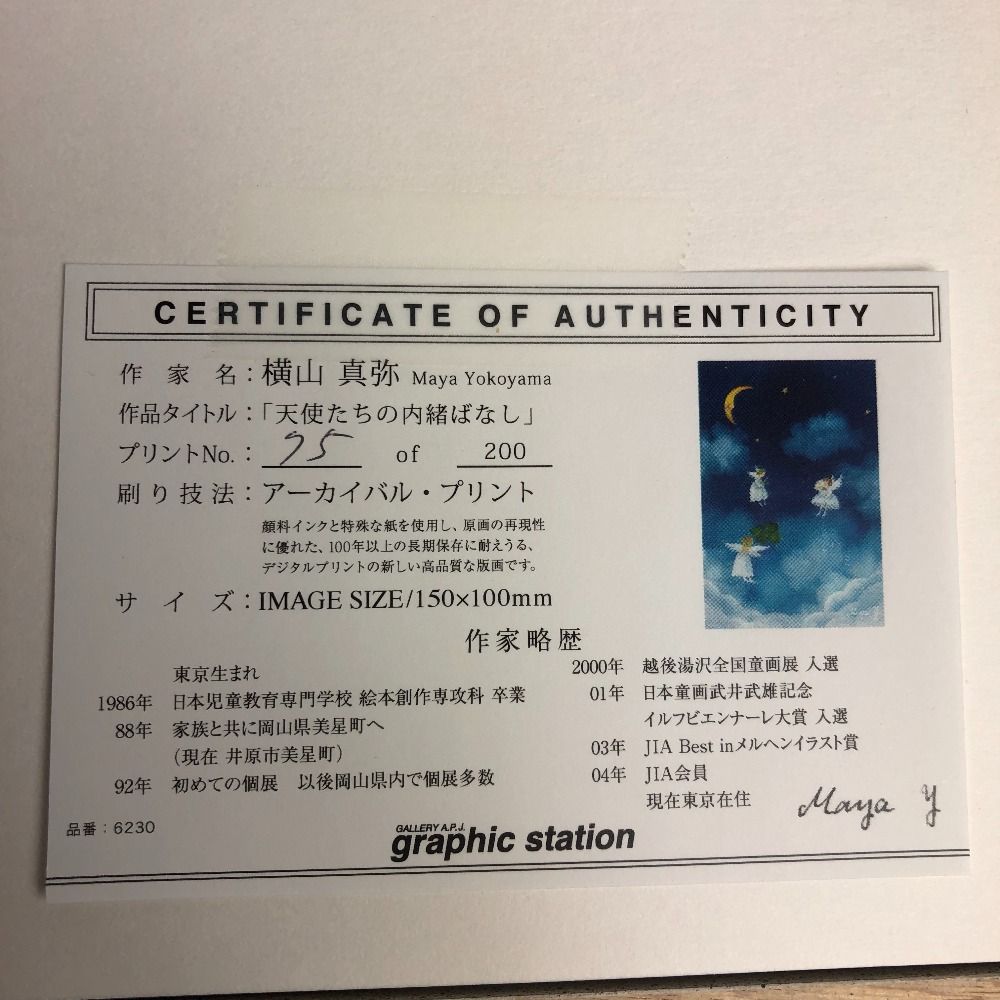 CERTIFICATE OF AUTHENTICITY
作家名：横山 真弥 Maya Yokoyama
作品タイトル：「天使たちの内緒ばなし」
プリントNo.：75 of 200
刷り技法：アーカイバル・プリント
顔料インクと特殊な紙を使用し、原画の再現性
に優れた、100年以上の長期保存に耐えうる、
デジタルプリントの新しい高品質な版画です。
サイズ：IMAGE SIZE/150×100mm
作家略歴
東京生まれ
1986年 日本児童教育専門学校 絵本創作専攻科 卒業
88年 家族と共に岡山県美星町へ
（現在 井原市美星町）
92年 初めての個展 以後岡山県内で個展多数
2000年 越後湯沢全国童画展 入選
01年 日本童画武井武雄記念
イルフビエンナーレ大賞 入選
03年 JIA Best inメルヘンイラスト賞
04年 JIA会員
現在東京在住
Maya Y
品番：6230
GALLERY A.P.J.
graphic station